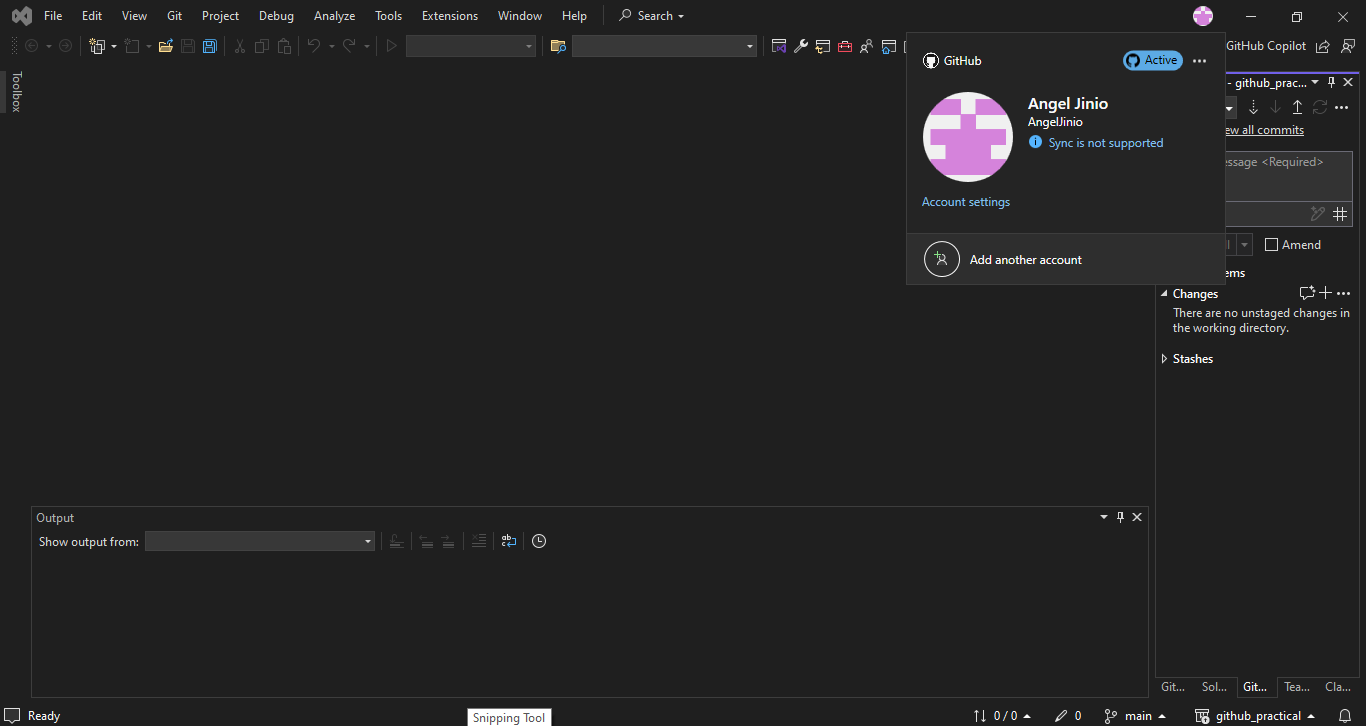 File Edit View Git Project Debug Analyze Tools Extensions Window Help Search
GitHub Copilot
Toolbox
GitHub Active
Angel Jinio
AngelJinio
Sync is not supported
Account settings
Add another account
- github_prac...
ew all commits
essage <Required>
Amend
ems
Changes
There are no unstaged changes in
the working directory.
Stashes
Output
Show output from:
Git... Sol... Git... Tea... Cla...
Ready
Snipping Tool
0 / 0 0 main github_practical